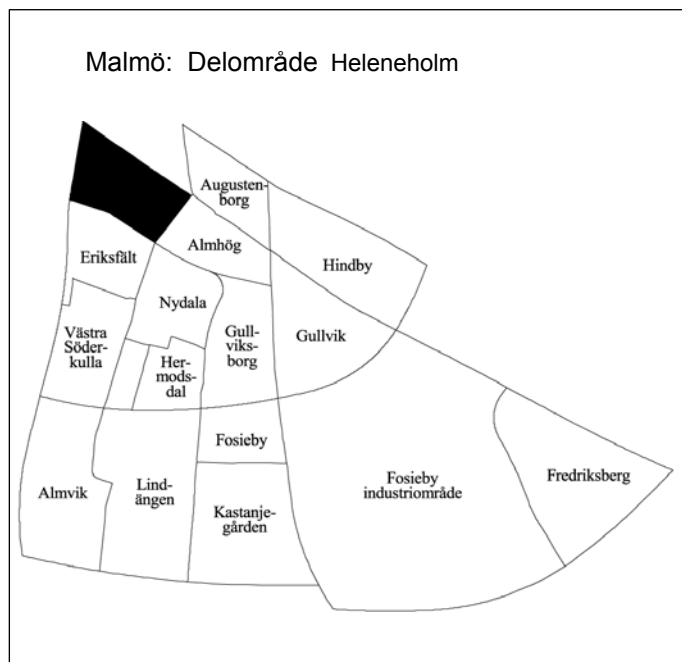 Malmö: Delområde Heleneholm
Augusten-
borg
Almhög
Eriksfält
Hindby
Nydala
Västra
Söder-
kulla
Gull-
viks-
borg
Gullvik
Her-
mods-
dal
Fosieby
Almvik
Lind-
ängen
Kastanje-
gården
Fosieby
industriområde
Fredriksberg